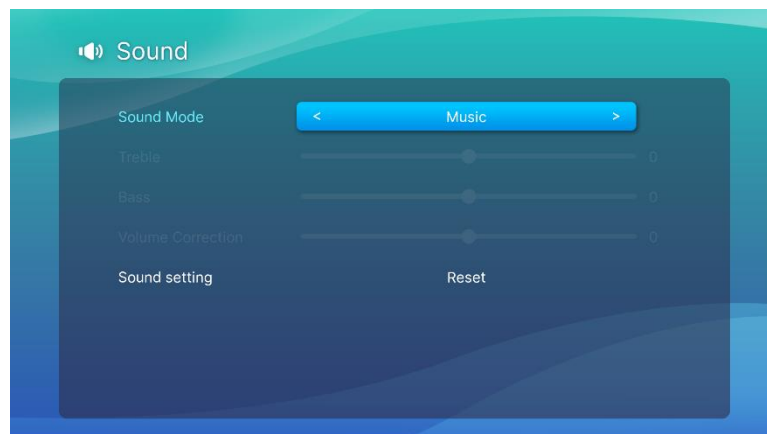 Sound
Sound Mode < Music >
Treble 0
Bass 0
Volume Correction 0
Sound setting Reset